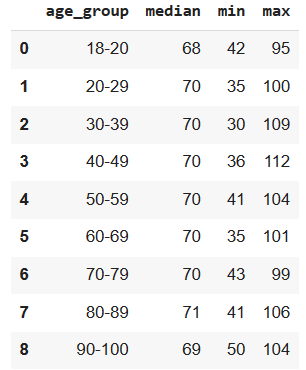 age_group median min max
0 18-20 68 42 95
1 20-29 70 35 100
2 30-39 70 30 109
3 40-49 70 36 112
4 50-59 70 41 104
5 60-69 70 35 101
6 70-79 70 43 99
7 80-89 71 41 106
8 90-100 69 50 104